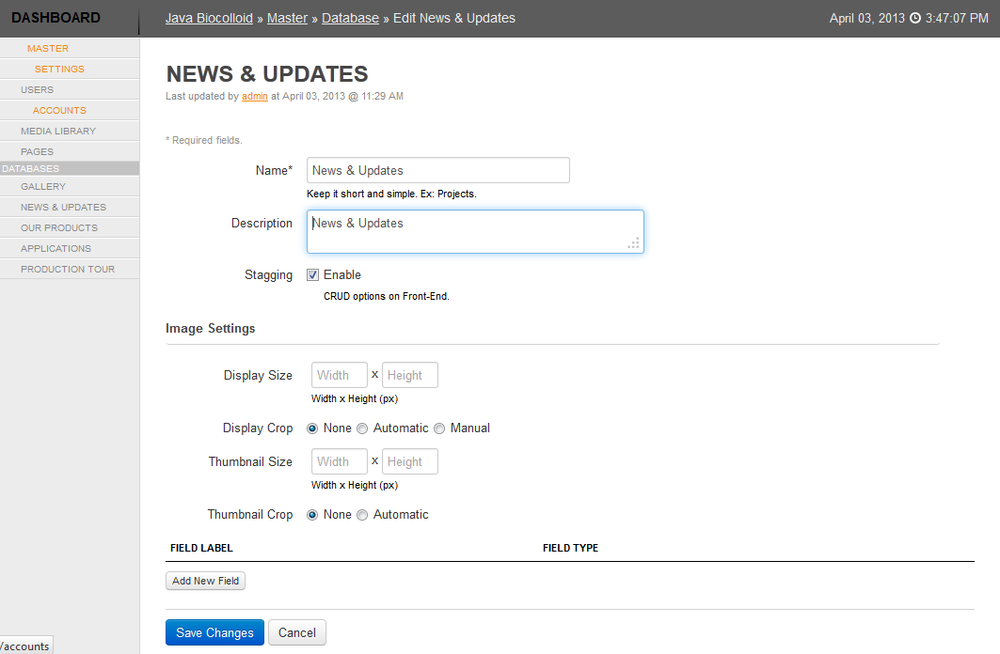 DASHBOARD
Java Biocolloid » Master » Database » Edit News & Updates
April 03, 2013 3:47:07 PM
MASTER
SETTINGS
USERS
ACCOUNTS
MEDIA LIBRARY
PAGES
DATABASES
GALLERY
NEWS & UPDATES
OUR PRODUCTS
APPLICATIONS
PRODUCTION TOUR
NEWS & UPDATES
Last updated by admin at April 03, 2013 @ 11:29 AM
* Required fields.
Name* News & Updates
Keep it short and simple. Ex: Projects.
Description News & Updates
Stagging Enable
CRUD options on Front-End.
Image Settings
Display Size Width x Height
Width x Height (px)
Display Crop None Automatic Manual
Thumbnail Size Width x Height
Width x Height (px)
Thumbnail Crop None Automatic
FIELD LABEL FIELD TYPE
Add New Field
Save Changes Cancel
/accounts